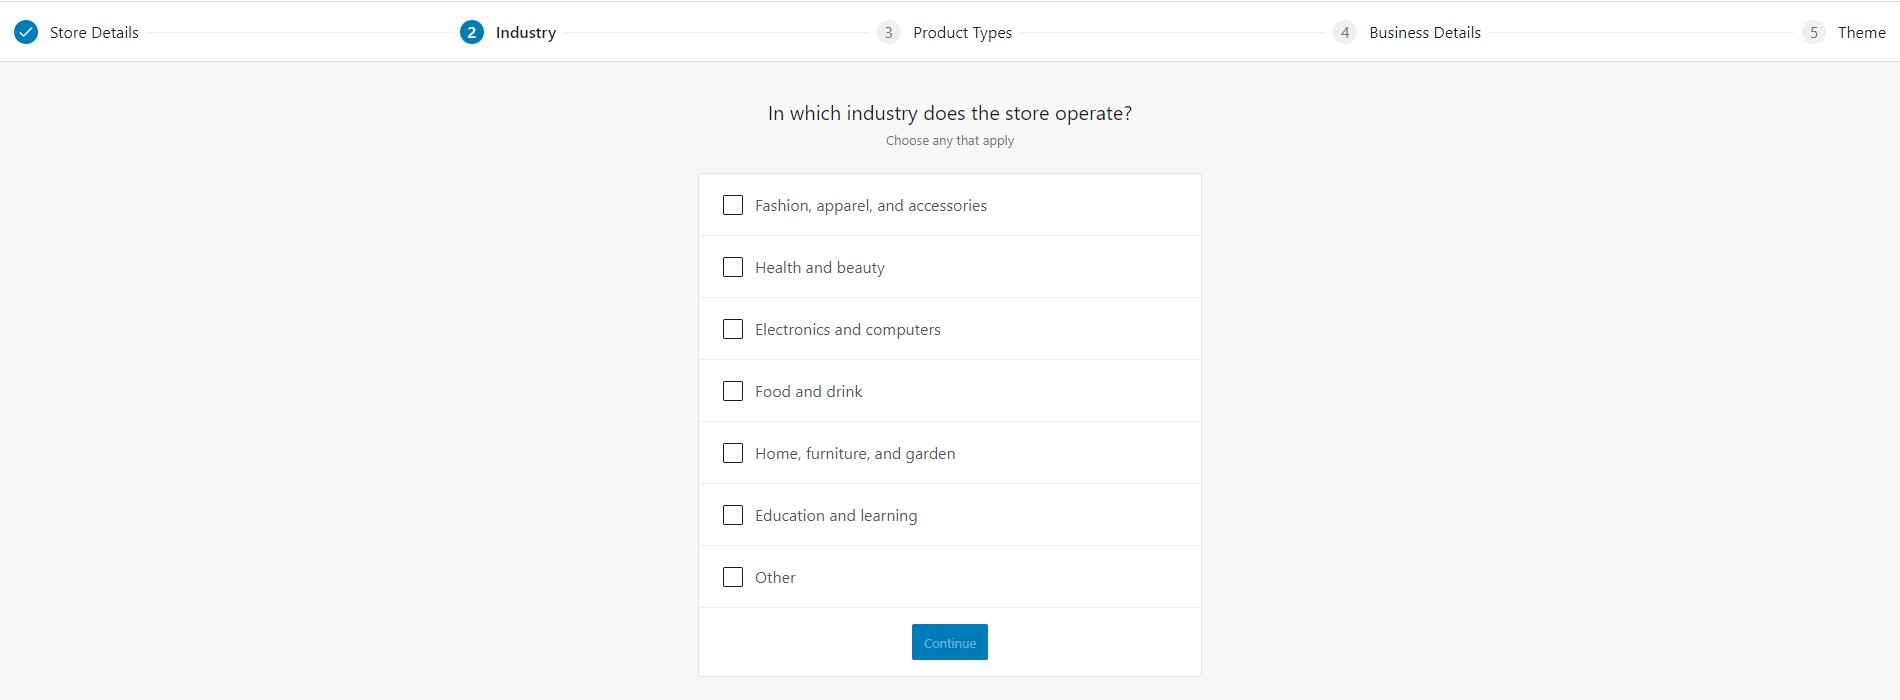 Store Details
2 Industry
3 Product Types
4 Business Details
5 Theme
In which industry does the store operate?
Choose any that apply
Fashion, apparel, and accessories
Health and beauty
Electronics and computers
Food and drink
Home, furniture, and garden
Education and learning
Other
Continue